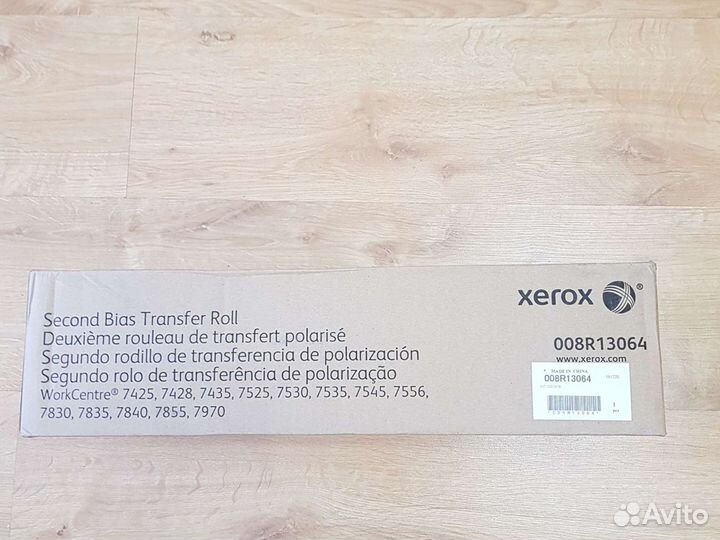 Second Bias Transfer Roll
Deuxième rouleau de transfert polarisé
Segundo rodillo de transferencia de polarización
Segundo rolo de transferência de polarização
WorkCentre® 7425, 7428, 7435, 7525, 7530, 7535, 7545, 7556,
7830, 7835, 7840, 7855, 7970
xerox ®
008R13064
www.xerox.com
MADE IN CHINA
008R13064
Avito